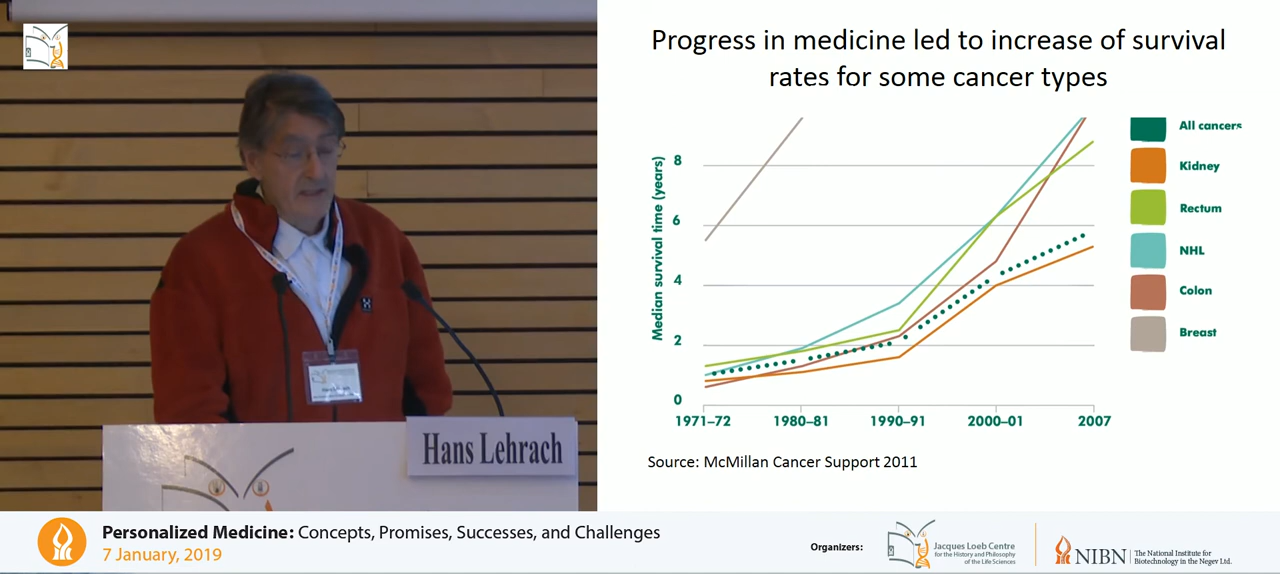 Progress in medicine led to increase of survival
rates for some cancer types
Median survival time (years)
8
6
4
2
0
1971–72
1980–81
1990–91
2000–01
2007
All cancers
Kidney
Rectum
NHL
Colon
Breast
Source: McMillan Cancer Support 2011
Hans Lehrach
Personalized Medicine: Concepts, Promises, Successes, and Challenges
7 January, 2019
Organizers:
Jacques Loeb Centre
for the History and Philosophy
of the Life Sciences
NIBN
The National Institute for
Biotechnology in the Negev Ltd.